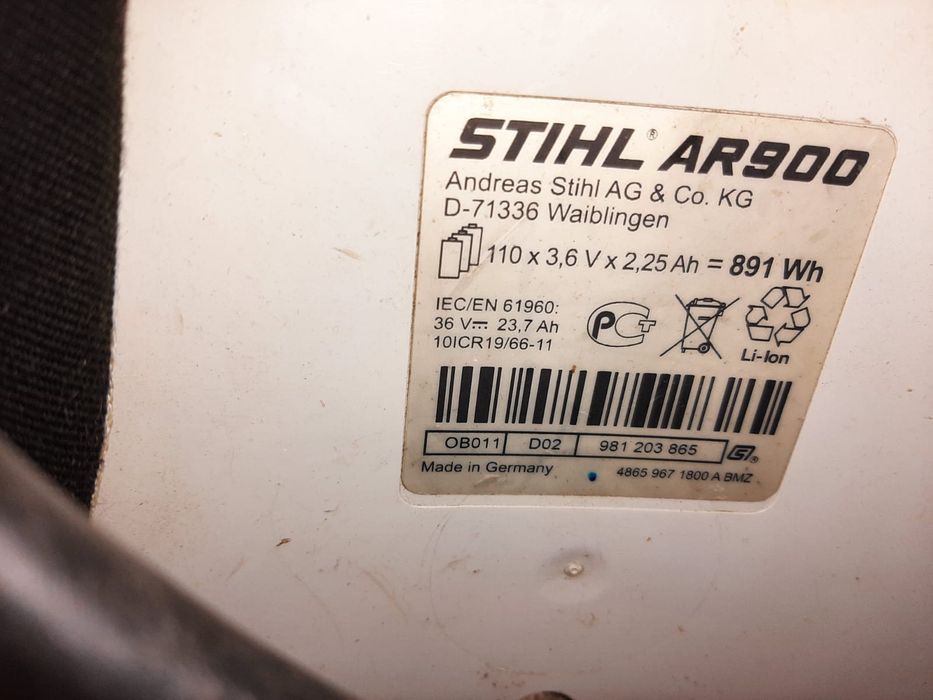 STIHL® AR900
Andreas Stihl AG & Co. KG
D-71336 Waiblingen
110 x 3,6 V x 2,25 Ah = 891 Wh
IEC/EN 61960:
36 V⎓ 23,7 Ah
10ICR19/66-11
PCT
Li-Ion
OB011 D02 981 203 865
Made in Germany 4865 967 1800 A BMZ